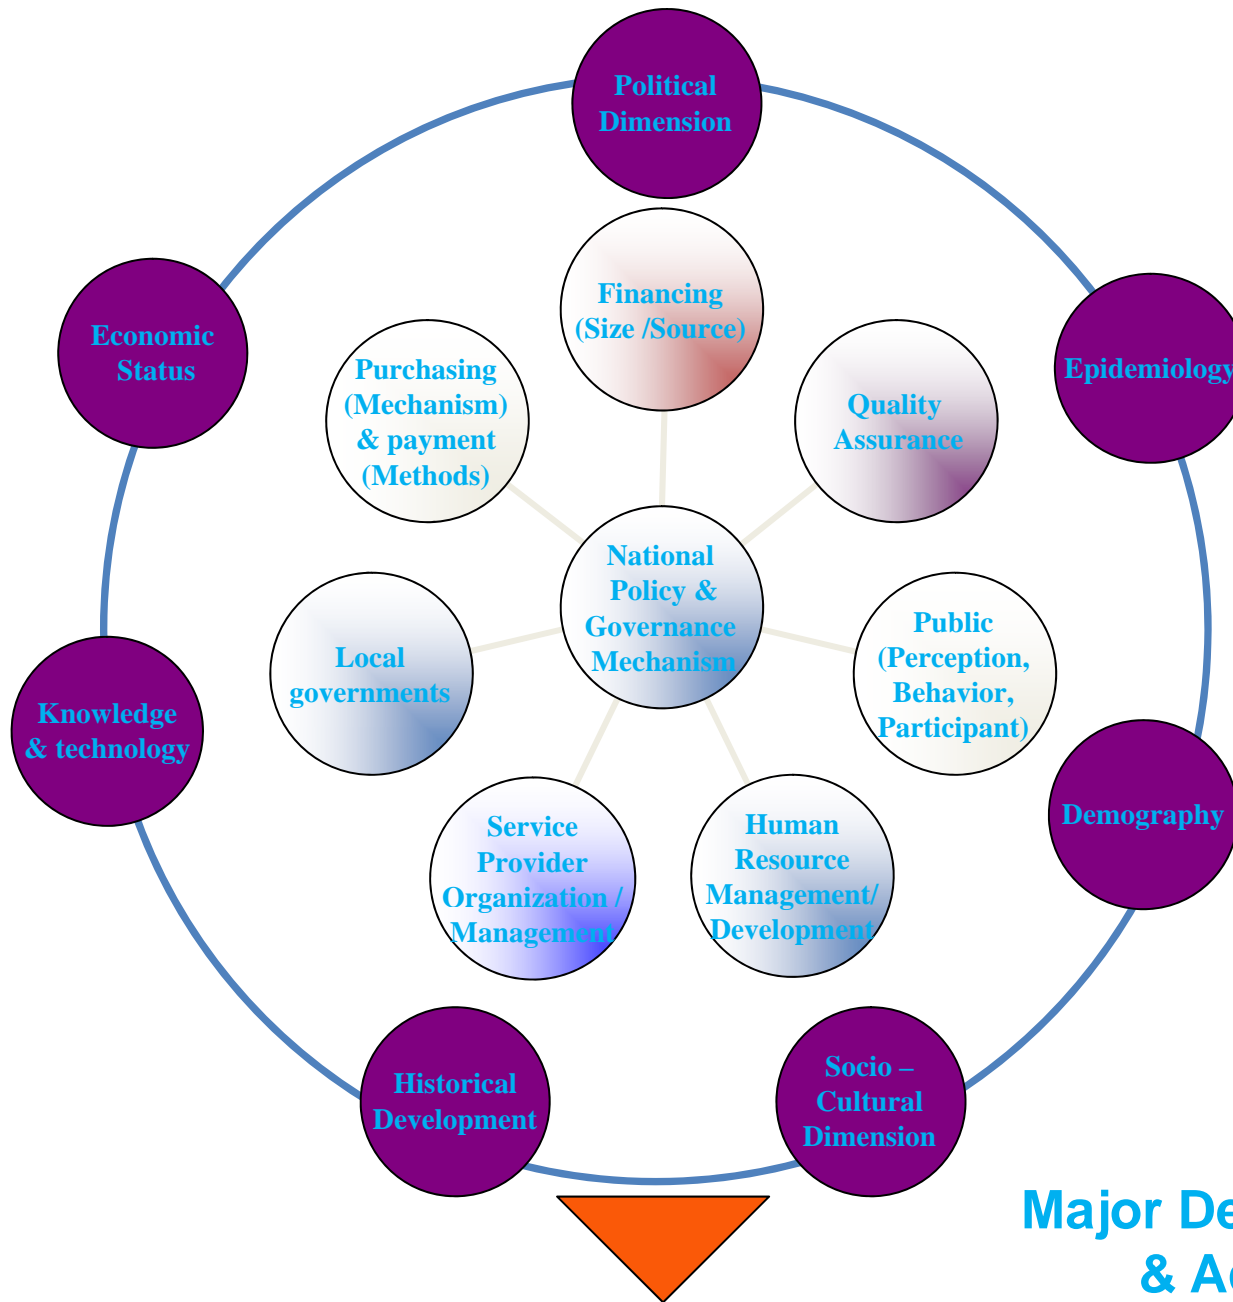 Political
Dimension
Financing
(Size /Source)
Economic
Status
Epidemiology
Purchasing
(Mechanism)
& payment
(Methods)
Quality
Assurance
National
Policy &
Governance
Mechanism
Public
(Perception,
Behavior,
Participant)
Local
governments
Knowledge
& technology
Demography
Service
Provider
Organization /
Management
Human
Resource
Management/
Development
Historical
Development
Socio –
Cultural
Dimension
Major
&